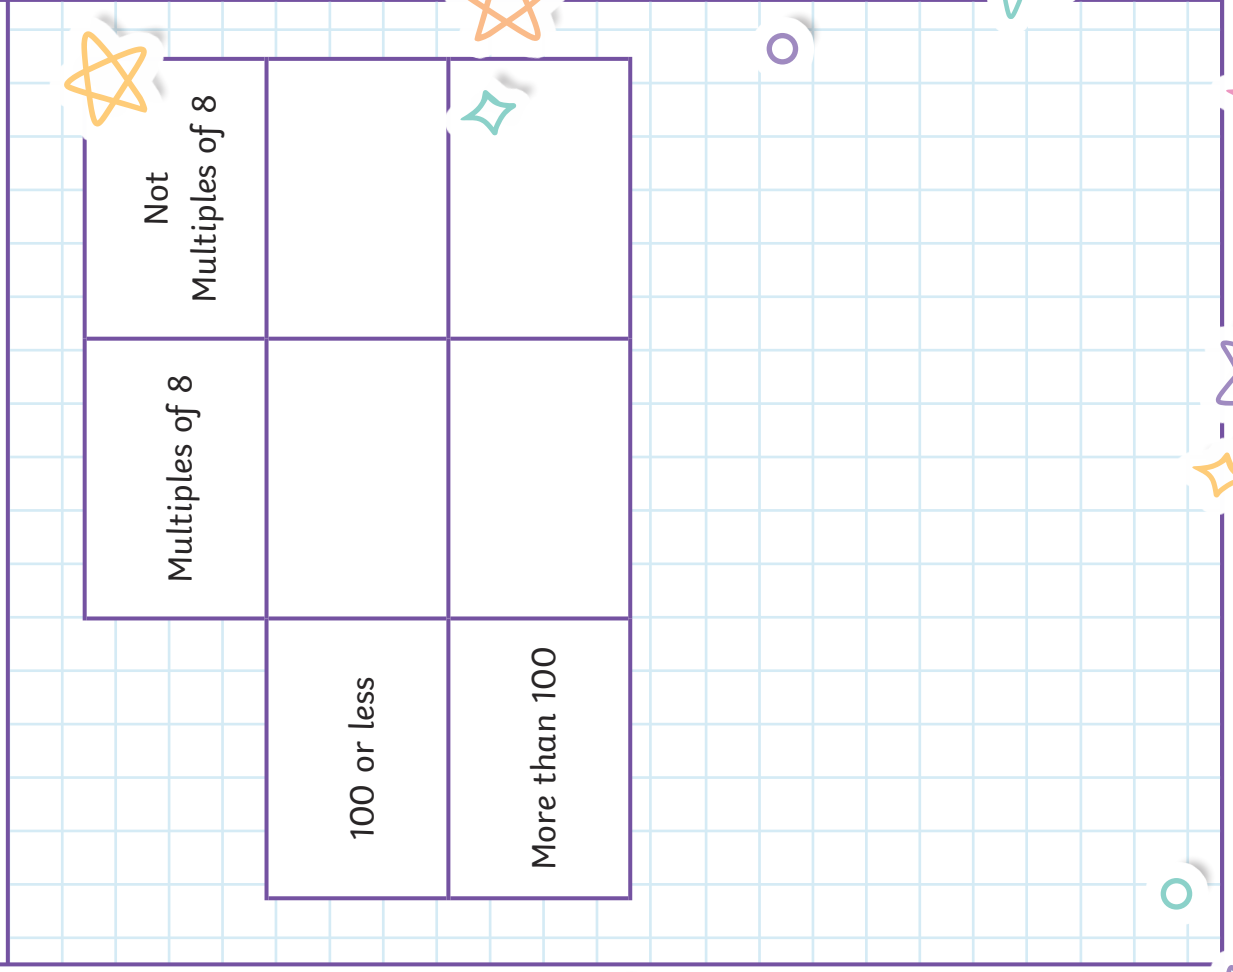 Multiples of 8
Not
Multiples of 8
100 or less
More than 100